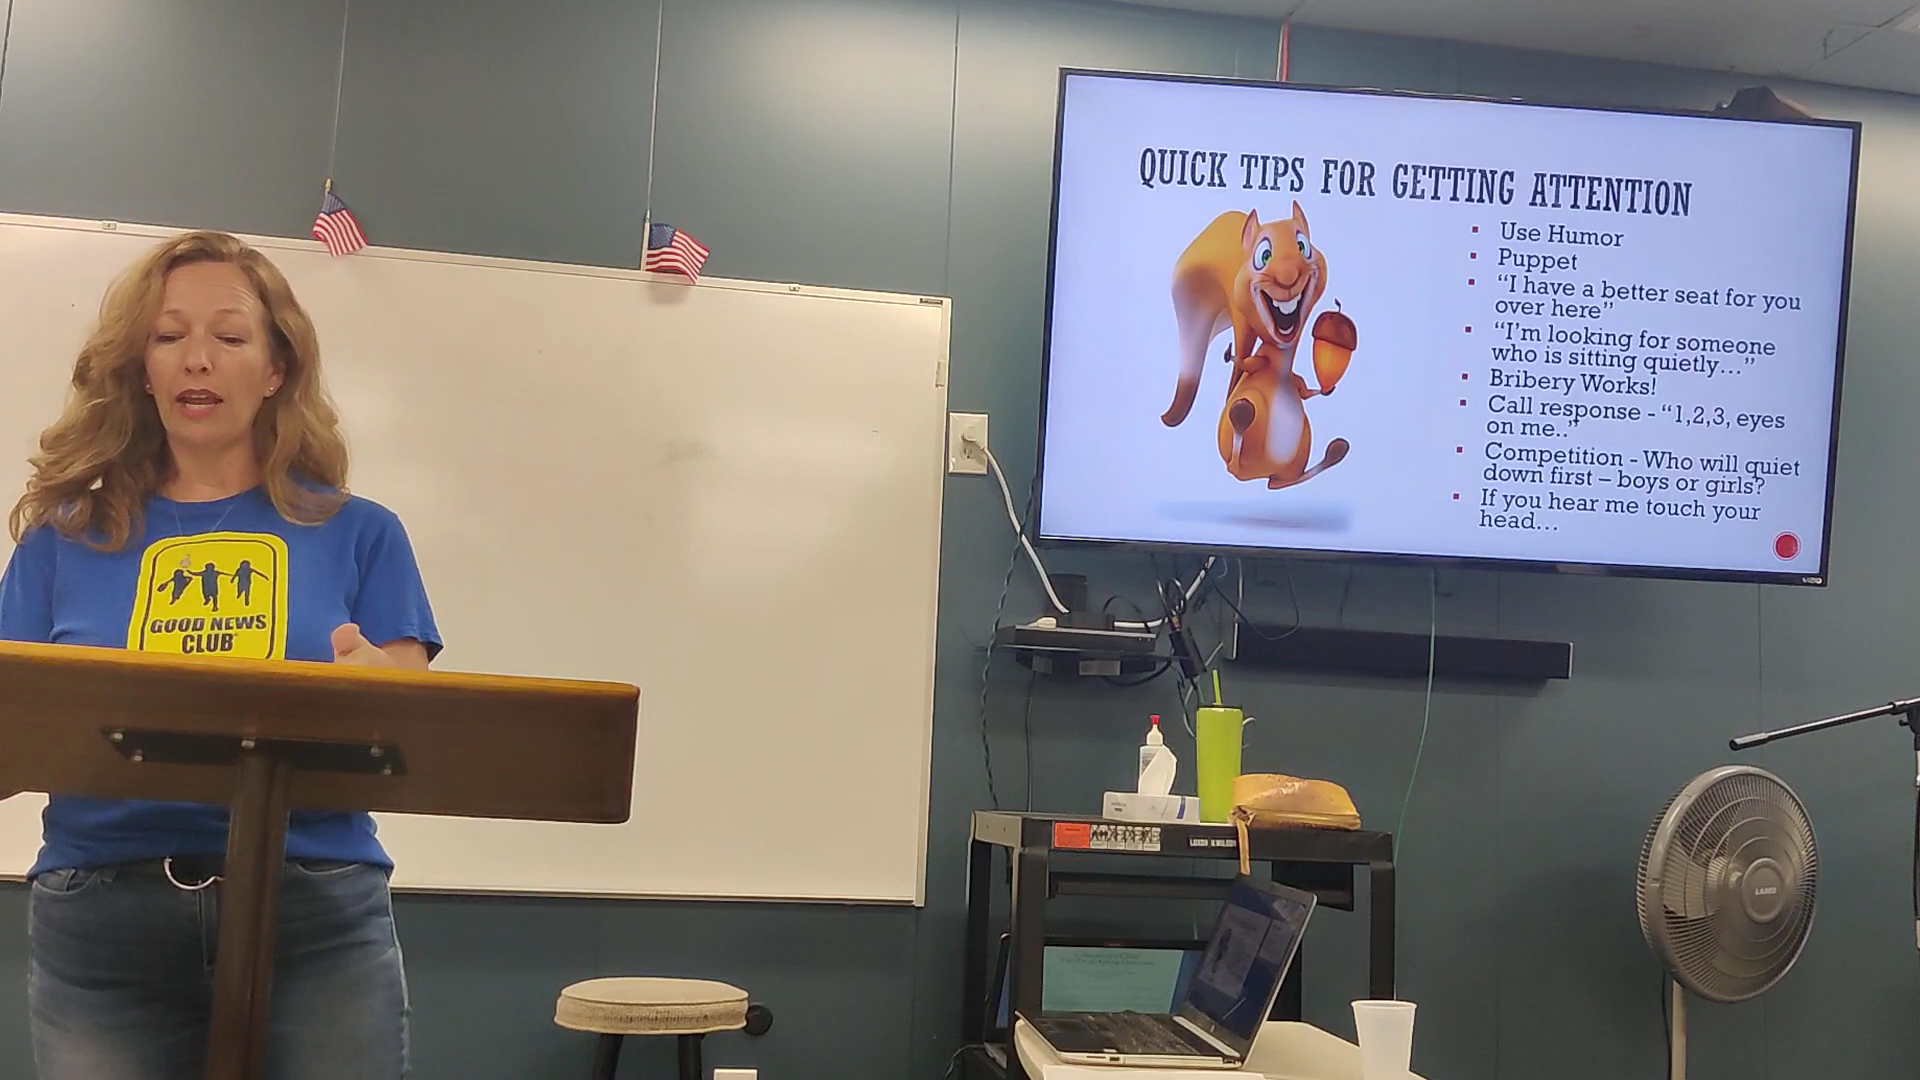 QUICK TIPS FOR GETTING ATTENTION
Use Humor
Puppet
“I have a better seat for you
over here”
“I’m looking for someone
who is sitting quietly...”
Bribery Works!
Call response - “1,2,3, eyes
on me..”
Competition - Who will quiet
down first – boys or girls?
If you hear me touch your
head...
VIZIO
GOOD NEWS
CLUB
LASKO